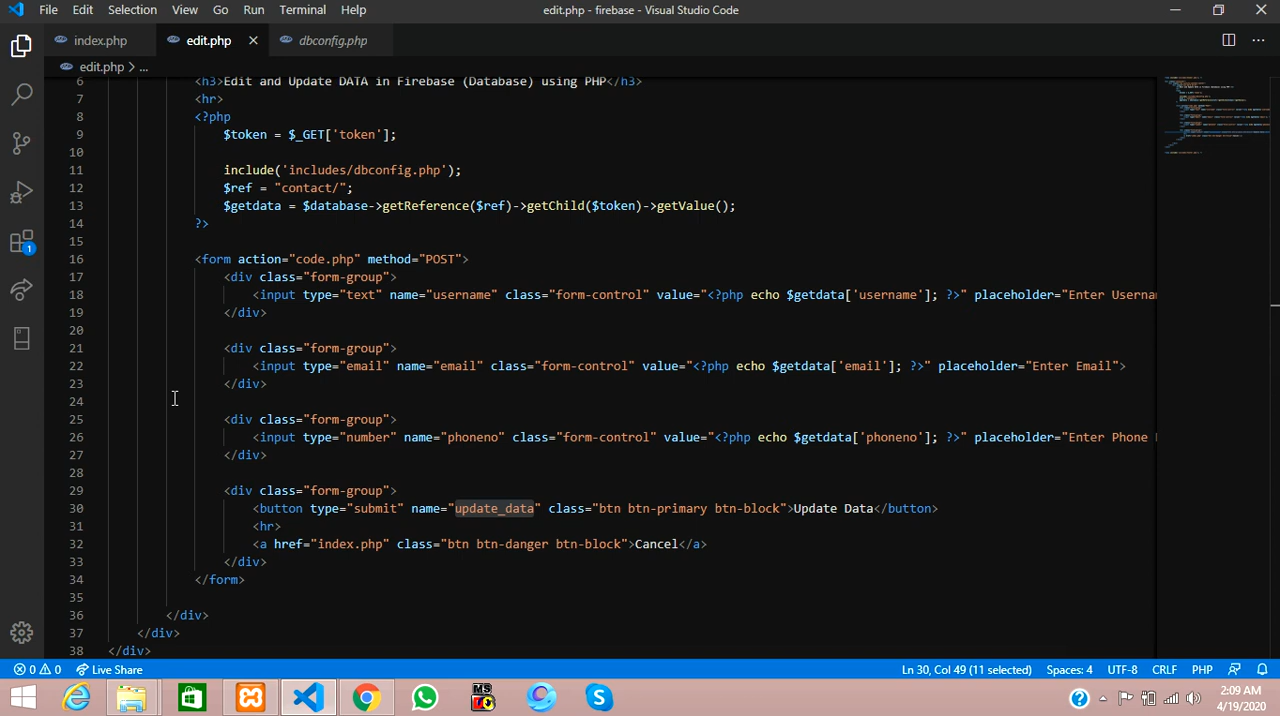 File Edit Selection View Go Run Terminal Help edit.php - firebase - Visual Studio Code
index.php edit.php dbconfig.php
edit.php > ...
6 <h3>Edit and Update DATA in Firebase (Database) using PHP</h3>
7 <hr>
8 <?php
9 $token = $_GET['token'];
10
11 include('includes/dbconfig.php');
12 $ref = "contact/";
13 $getdata = $database->getReference($ref)->getChild($token)->getValue();
14 ?>
15
16 <form action="code.php" method="POST">
17 <div class="form-group">
18 <input type="text" name="username" class="form-control" value="<?php echo $getdata['username']; ?>" placeholder="Enter Userna
19 </div>
20
21 <div class="form-group">
22 <input type="email" name="email" class="form-control" value="<?php echo $getdata['email']; ?>" placeholder="Enter Email">
23 </div>
24
25 <div class="form-group">
26 <input type="number" name="phoneno" class="form-control" value="<?php echo $getdata['phoneno']; ?>" placeholder="Enter Phone
27 </div>
28
29 <div class="form-group">
30 <button type="submit" name="update_data" class="btn btn-primary btn-block">Update Data</button>
31 <hr>
32 <a href="index.php" class="btn btn-danger btn-block">Cancel</a>
33 </div>
34 </form>
35
36 </div>
37 </div>
38 </div>
1
0 0 Live Share Ln 30, Col 49 (11 selected) Spaces: 4 UTF-8 CRLF PHP
2:09 AM
4/19/2020